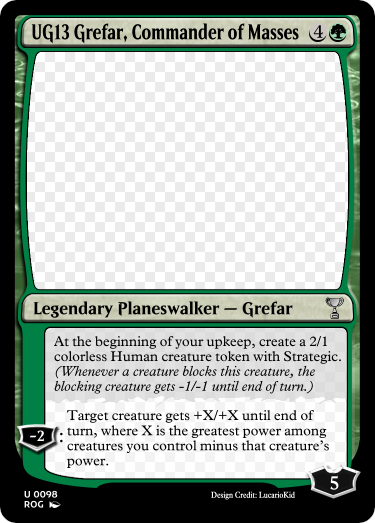 UG13 Grefar, Commander of Masses 4
Legendary Planeswalker — Grefar
At the beginning of your upkeep, create a 2/1
colorless Human creature token with Strategic.
(Whenever a creature blocks this creature, the
blocking creature gets -1/-1 until end of turn.)
Target creature gets +X/+X until end of
-2: turn, where X is the greatest power among
creatures you control minus that creature's
power.
5
U 0098
ROG
Design Credit: LucarioKid